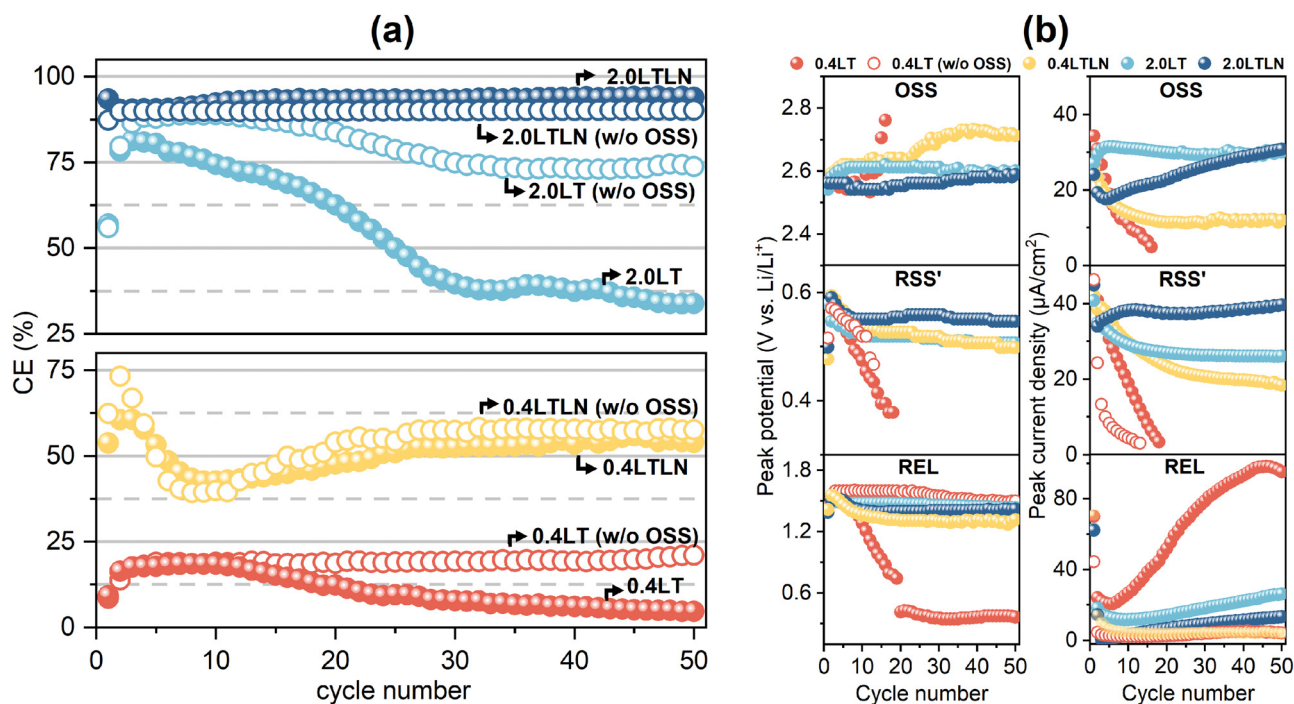 (a)
100
75
50
25
2.0LTLN
2.0LTLN (w/o OSS)
2.0LT (w/o OSS)
2.0LT
CE (%)
75
50
25
0
0.4LTLN (w/o OSS)
0.4LTLN
0.4LT (w/o OSS)
0.4LT
0 10 20 30 40 50
cycle number
(b)
0.4LT 0.4LT (w/o OSS) 0.4LTLN 2.0LT 2.0LTLN
OSS
2.8
2.6
2.4
RSS'
0.6
0.4
REL
1.8
1.2
0.6
Peak potential (V vs. Li/Li⁺)
0 10 20 30 40 50
Cycle number
OSS
40
20
0
RSS'
40
20
0
REL
80
40
0
Peak current density (μA/cm²)
0 10 20 30 40 50
Cycle number